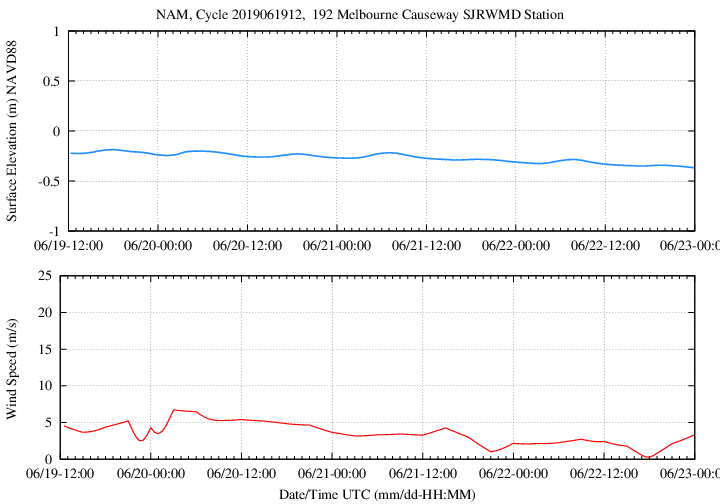 NAM, Cycle 2019061912,  192 Melbourne Causeway SJRWMD Station
Surface Elevation (m) NAVD88
1
0.5
0
-0.5
-1
06/19-12:00 06/20-00:00 06/20-12:00 06/21-00:00 06/21-12:00 06/22-00:00 06/22-12:00 06/23-00:0
Wind Speed (m/s)
25
20
15
10
5
0
06/19-12:00 06/20-00:00 06/20-12:00 06/21-00:00 06/21-12:00 06/22-00:00 06/22-12:00 06/23-00:0
Date/Time UTC (mm/dd-HH:MM)